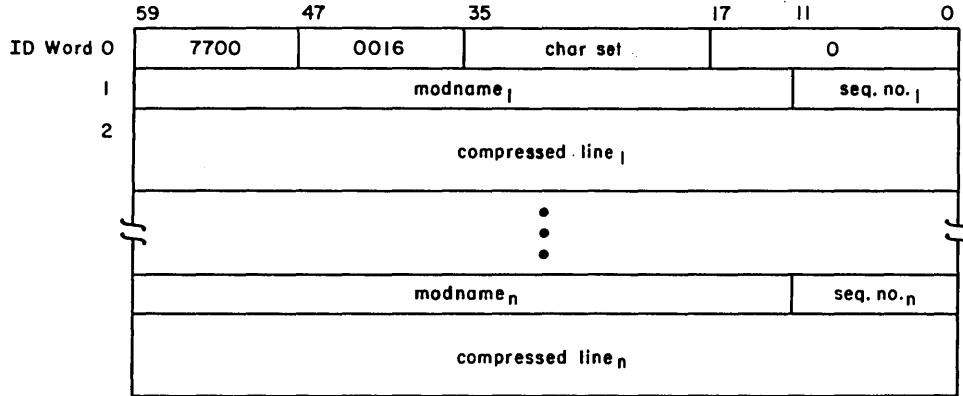 59 47 35 17 11 0
ID Word 0 7700 0016 char set 0
1 modname1 seq. no.1
2
compressed line1
modnamen seq. no.n
compressed linen